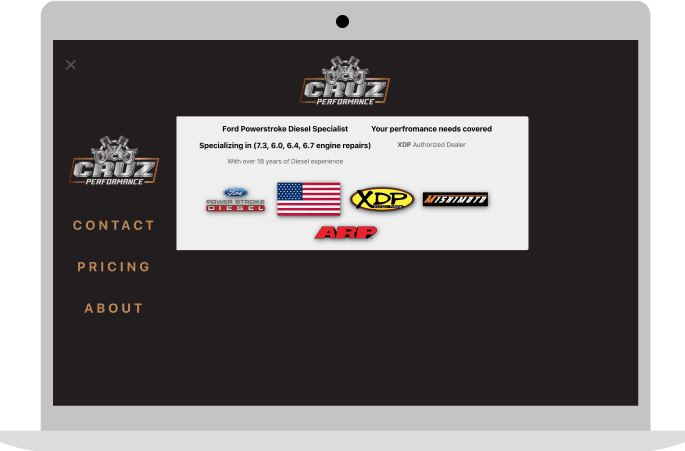 CRUZ
PERFORMANCE
CRUZ
PERFORMANCE
CONTACT
PRICING
ABOUT
Ford Powerstroke Diesel Specialist
Specializing in (7.3, 6.0, 6.4, 6.7 engine repairs)
With over 18 years of Diesel experience
Your perfromance needs covered
XDP Authorized Dealer
Ford
POWER STROKE
DIESEL
XDP
MISHIMOTO
ARP